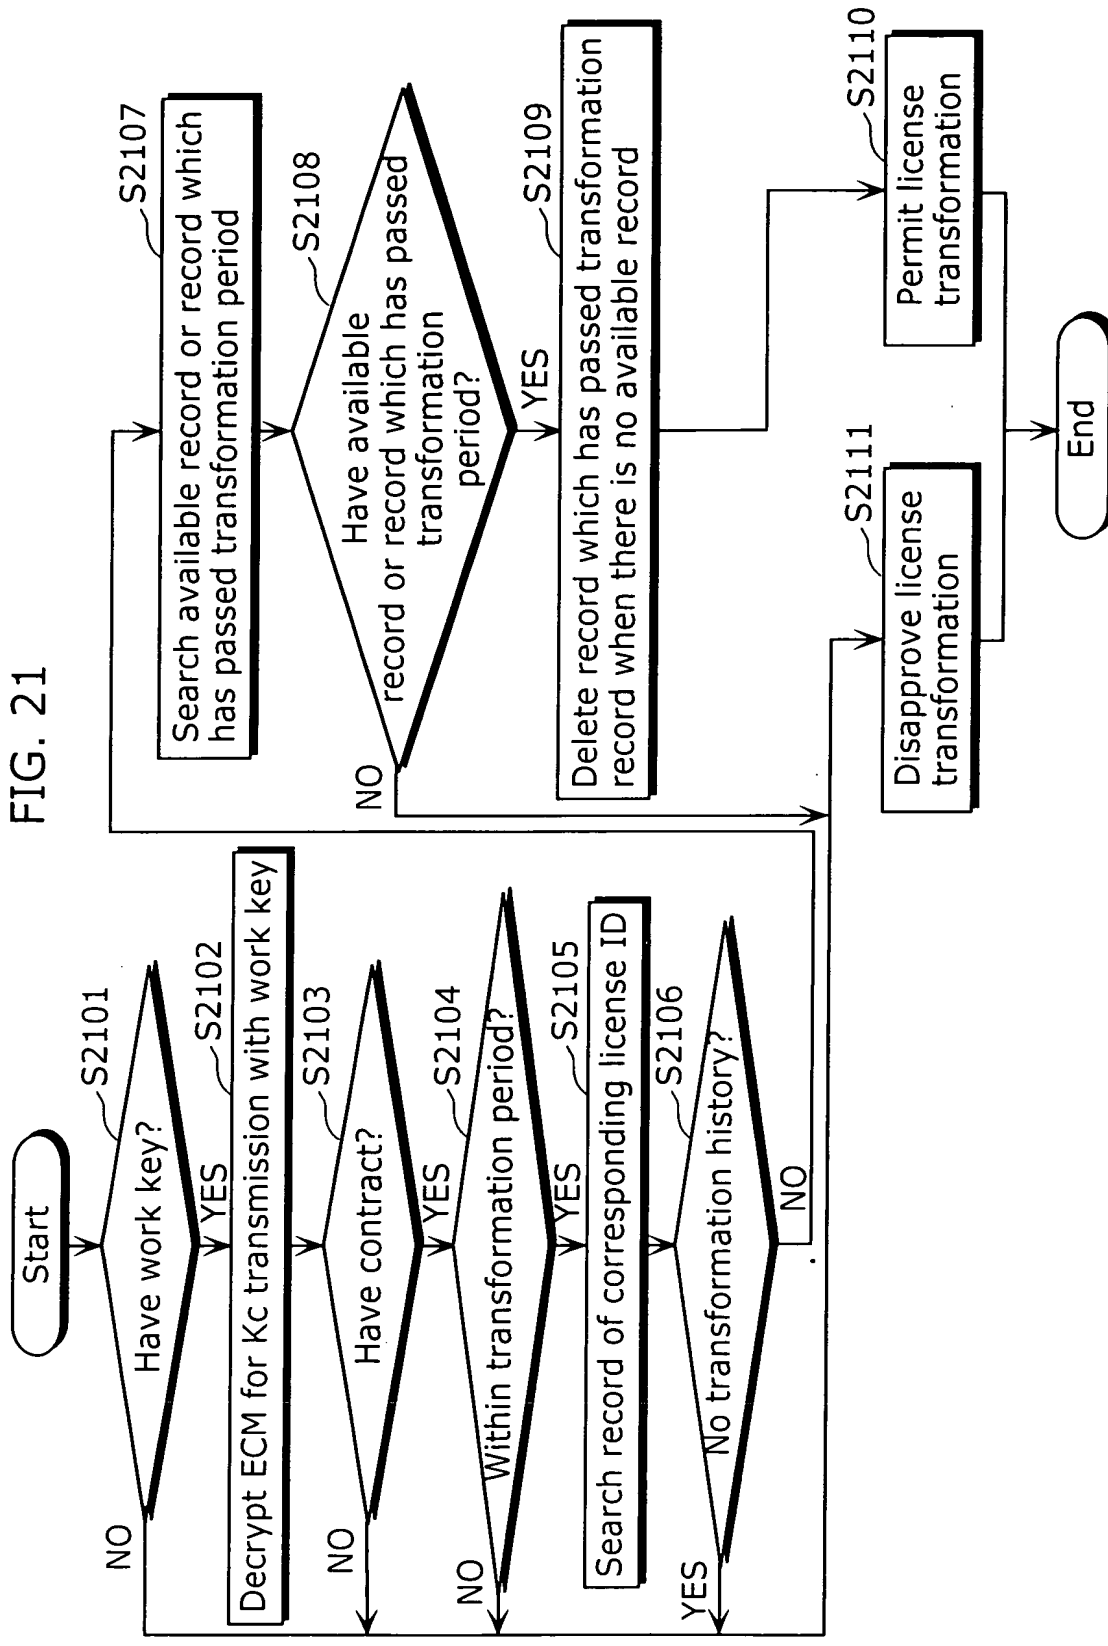 FIG. 21
Start
S2101
Have work key?
NO
YES
S2102
Decrypt ECM for Kc transmission with work key
S2103
Have contract?
NO
YES
S2104
Within transformation period?
NO
YES
S2105
Search record of corresponding license ID
S2106
No transformation history?
YES
NO
S2107
Search available record or record which
has passed transformation period
S2108
Have available
record or record which has passed
transformation
period?
NO
YES
S2109
Delete record which has passed transformation
record when there is no available record
S2110
Permit license
transformation
S2111
Disapprove license
transformation
End